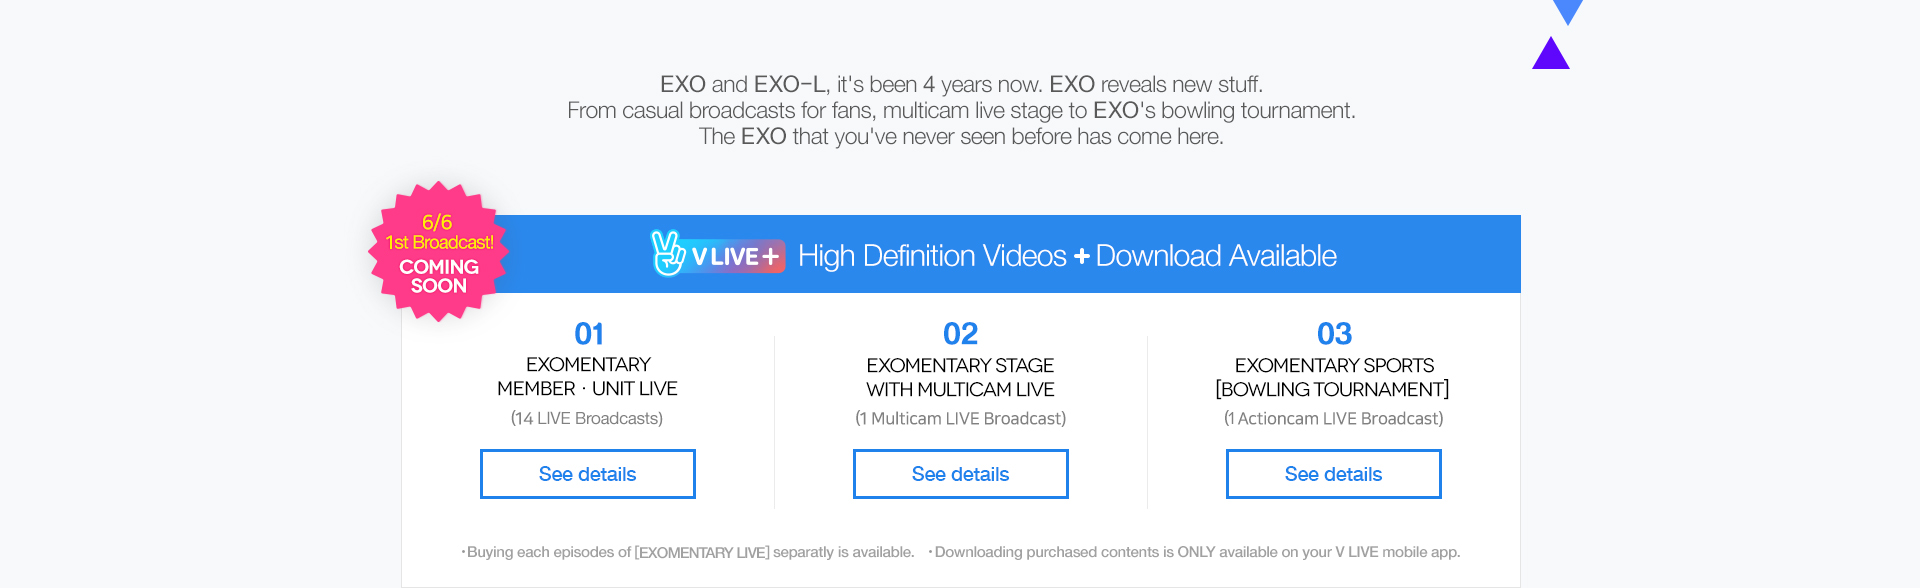 EXO and EXO-L, it's been 4 years now. EXO reveals new stuff.
From casual broadcasts for fans, multicam live stage to EXO's bowling tournament.
The EXO that you've never seen before has come here.
6/6
1st Broadcast!
COMING
SOON
V LIVE+ High Definition Videos + Download Available
01
EXOMENTARY
MEMBER · UNIT LIVE
(14 LIVE Broadcasts)
See details
02
EXOMENTARY STAGE
WITH MULTICAM LIVE
(1 Multicam LIVE Broadcast)
See details
03
EXOMENTARY SPORTS
[BOWLING TOURNAMENT]
(1 Actioncam LIVE Broadcast)
See details
·Buying each episodes of [EXOMENTARY LIVE] separatly is available. ·Downloading purchased contents is ONLY available on your V LIVE mobile app.